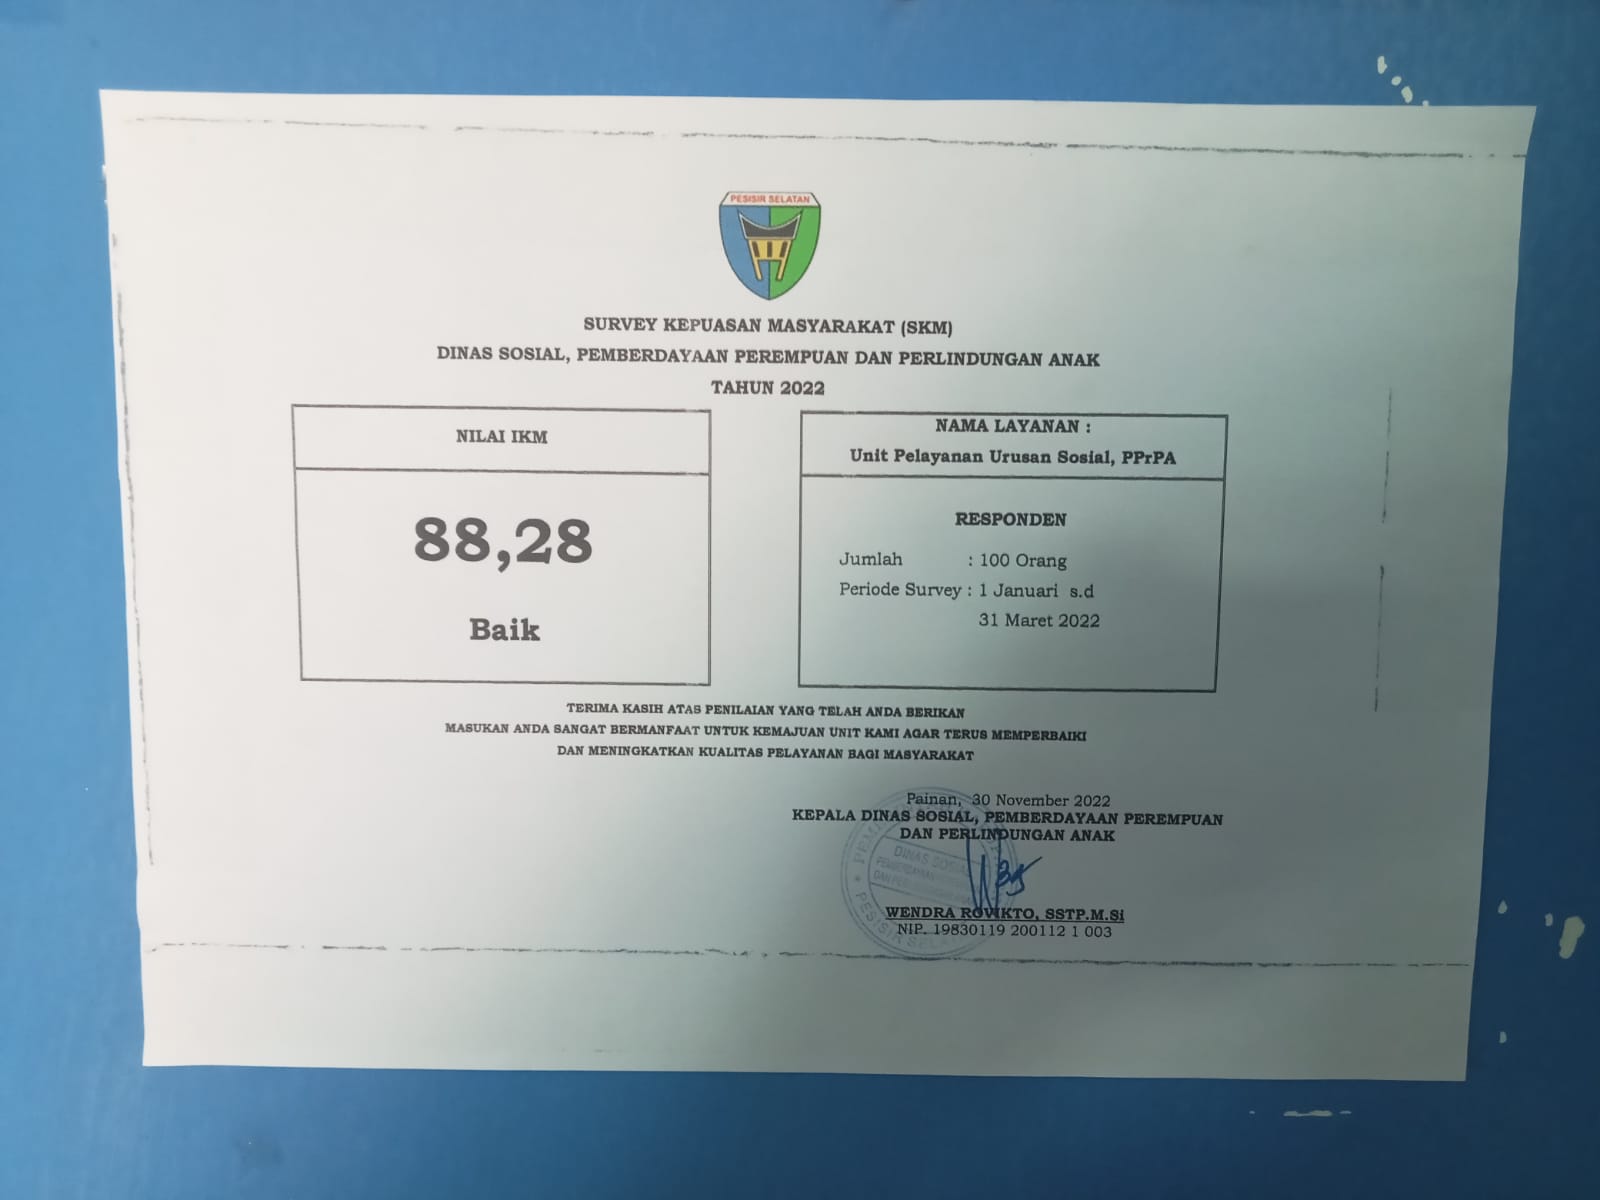 PESISIR SELATAN
SURVEY KEPUASAN MASYARAKAT (SKM)
DINAS SOSIAL, PEMBERDAYAAN PEREMPUAN DAN PERLINDUNGAN ANAK
TAHUN 2022
NILAI IKM
88,28
Baik
NAMA LAYANAN :
Unit Pelayanan Urusan Sosial, PPrPA
RESPONDEN
Jumlah : 100 Orang
Periode Survey : 1 Januari s.d
31 Maret 2022
TERIMA KASIH ATAS PENILAIAN YANG TELAH ANDA BERIKAN
MASUKAN ANDA SANGAT BERMANFAAT UNTUK KEMAJUAN UNIT KAMI AGAR TERUS MEMPERBAIKI
DAN MENINGKATKAN KUALITAS PELAYANAN BAGI MASYARAKAT
Painan, 30 November 2022
KEPALA DINAS SOSIAL, PEMBERDAYAAN PEREMPUAN
DAN PERLINDUNGAN ANAK
DINAS SOSIAL
PESISIR SELATAN
WENDRA ROVIKTO, SSTP.M.Si
NIP. 19830119 200112 1 003